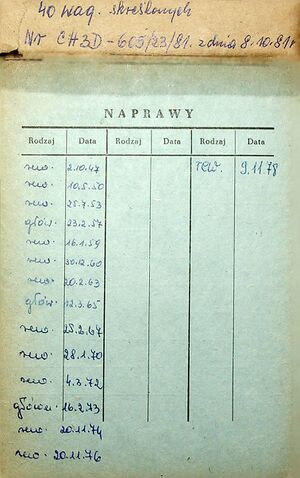 40 wag. skreślonych
Nr CH3D-605/23/81. z dnia 8.10.81r
NAPRAWY
Rodzaj Data Rodzaj Data Rodzaj Data
rew. 2.10.47 rew. 9.11.78
rew. 10.5.50
rew. 25.7.53
główn. 23.2.57
rew. 16.1.59
rew. 30.12.60
rew. 20.2.63
główn. 12.3.65
rew. 25.2.67
rew. 28.1.70
rew. 4.3.72
główn. 16.2.73
rew. 20.11.74
rew. 20.11.76